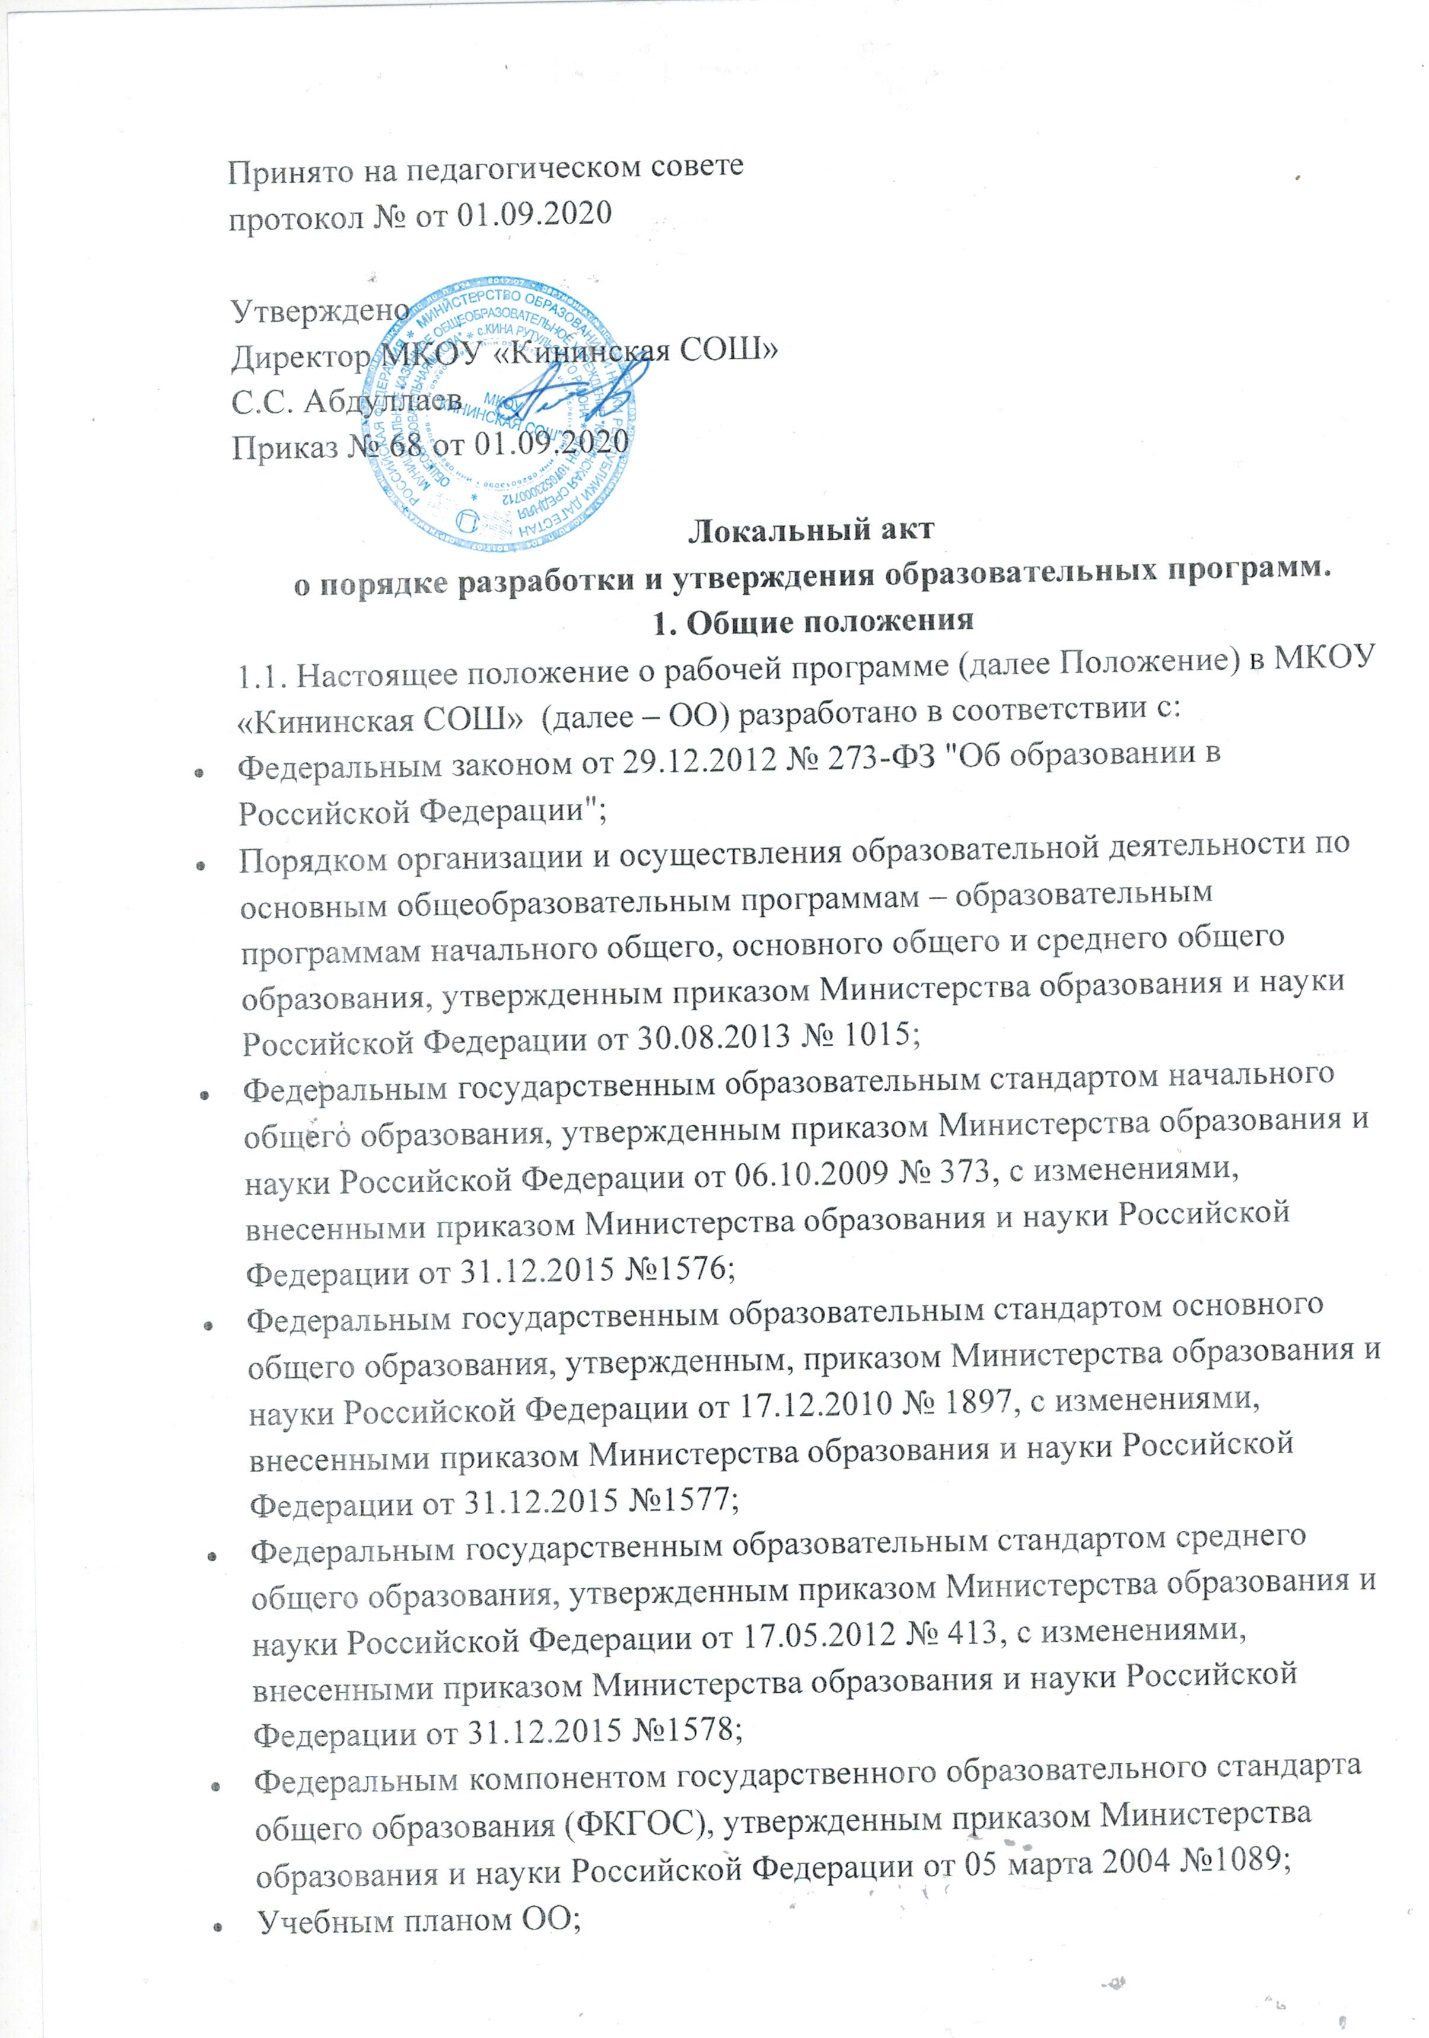 Принято на педагогическом совете
протокол № от 01.09.2020
Утверждено
Директор МКОУ «Кининская СОШ»
С.С. Абдуллаев
Приказ № 68 от 01.09.2020
РОССИЙСКАЯ ФЕДЕРАЦИЯ * МИНИСТЕРСТВО ОБРАЗОВАНИЯ И НАУКИ РЕСПУБЛИКИ ДАГЕСТАН
МКОУ
КИНИНСКАЯ СОШ"
Локальный акт
о порядке разработки и утверждения образовательных программ.
1. Общие положения
1.1. Настоящее положение о рабочей программе (далее Положение) в МКОУ
«Кининская СОШ»  (далее – ОО) разработано в соответствии с:
• Федеральным законом от 29.12.2012 № 273-ФЗ "Об образовании в
Российской Федерации";
• Порядком организации и осуществления образовательной деятельности по
основным общеобразовательным программам – образовательным
программам начального общего, основного общего и среднего общего
образования, утвержденным приказом Министерства образования и науки
Российской Федерации от 30.08.2013 № 1015;
• Федеральным государственным образовательным стандартом начального
общего образования, утвержденным приказом Министерства образования и
науки Российской Федерации от 06.10.2009 № 373, с изменениями,
внесенными приказом Министерства образования и науки Российской
Федерации от 31.12.2015 №1576;
• Федеральным государственным образовательным стандартом основного
общего образования, утвержденным, приказом Министерства образования и
науки Российской Федерации от 17.12.2010 № 1897, с изменениями,
внесенными приказом Министерства образования и науки Российской
Федерации от 31.12.2015 №1577;
• Федеральным государственным образовательным стандартом среднего
общего образования, утвержденным приказом Министерства образования и
науки Российской Федерации от 17.05.2012 № 413, с изменениями,
внесенными приказом Министерства образования и науки Российской
Федерации от 31.12.2015 №1578;
• Федеральным компонентом государственного образовательного стандарта
общего образования (ФКГОС), утвержденным приказом Министерства
образования и науки Российской Федерации от 05 марта 2004 №1089;
• Учебным планом ОО;